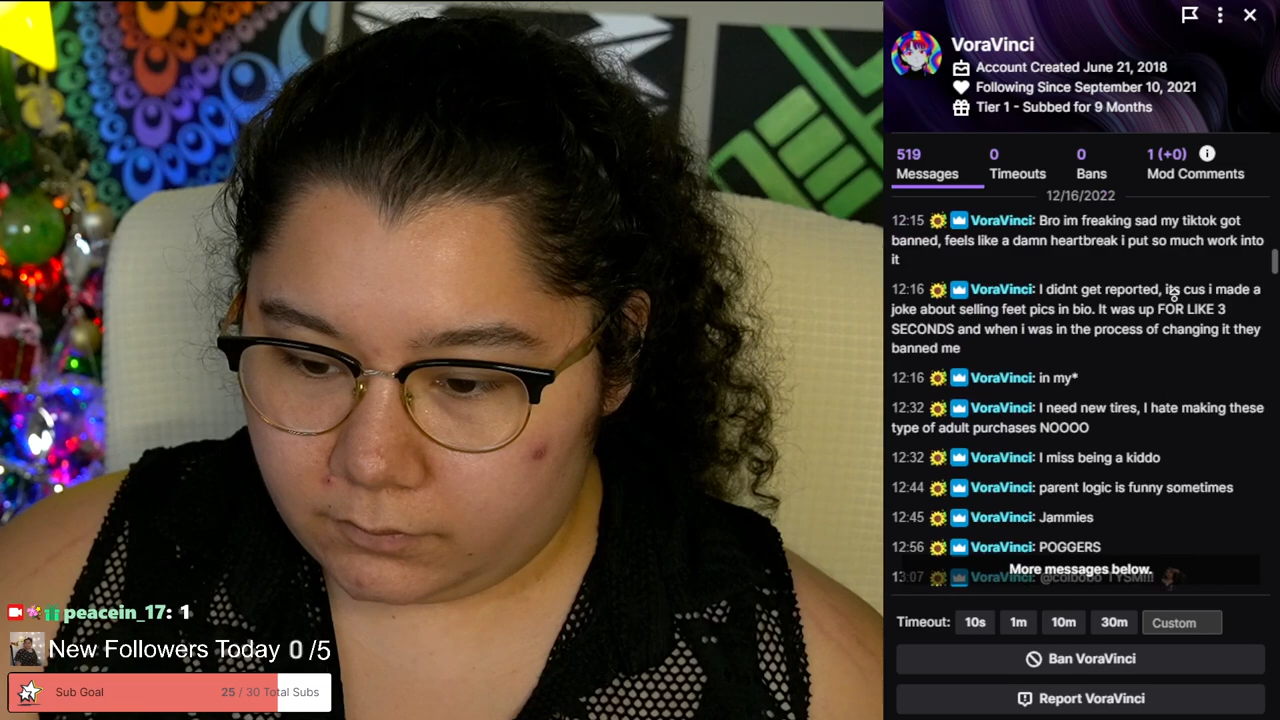 VoraVinci
Account Created June 21, 2018
Following Since September 10, 2021
Tier 1 - Subbed for 9 Months
519 Messages
0 Timeouts
0 Bans
1 (+0) Mod Comments
12/16/2022
12:15 VoraVinci: Bro im freaking sad my tiktok got
banned, feels like a damn heartbreak i put so much work into
it
12:16 VoraVinci: I didnt get reported, its cus i made a
joke about selling feet pics in bio. It was up FOR LIKE 3
SECONDS and when i was in the process of changing it they
banned me
12:16 VoraVinci: in my*
12:32 VoraVinci: I need new tires, I hate making these
type of adult purchases NOOOO
12:32 VoraVinci: I miss being a kiddo
12:44 VoraVinci: parent logic is funny sometimes
12:45 VoraVinci: Jammies
12:56 VoraVinci: POGGERS
More messages below.
13:07 VoraVinci: TYSM!!!
Timeout: 10s 1m 10m 30m Custom
Ban VoraVinci
Report VoraVinci
peacein_17: 1
New Followers Today 0 /5
Sub Goal 25 / 30 Total Subs